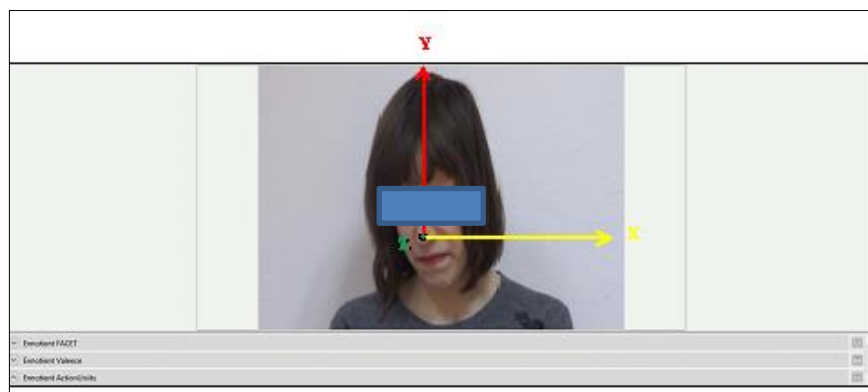 Y
X
Z
Emotient FACET
Emotient Valence
Emotient ActionUnits